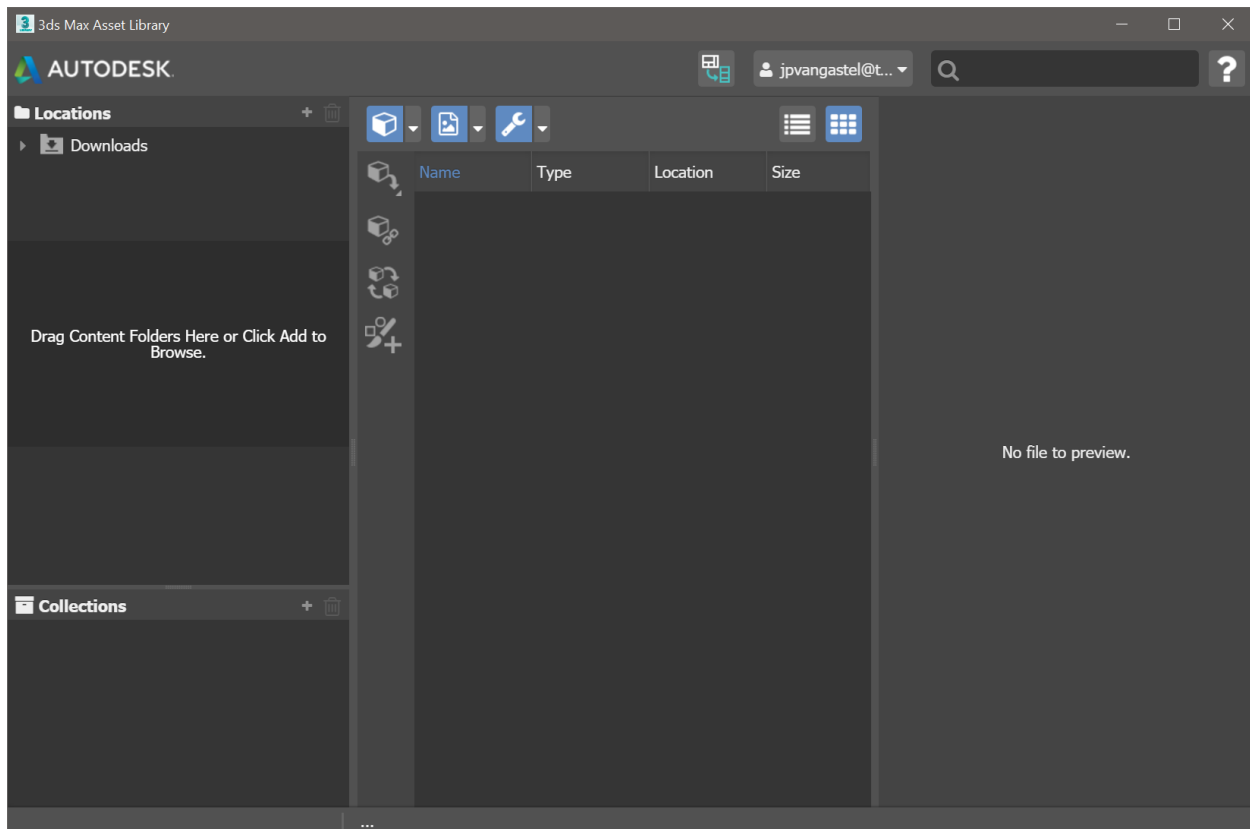 3ds Max Asset Library
AUTODESK.
jpvangastel@t...
?
Locations
Downloads
Name Type Location Size
Drag Content Folders Here or Click Add to
Browse.
No file to preview.
Collections
...